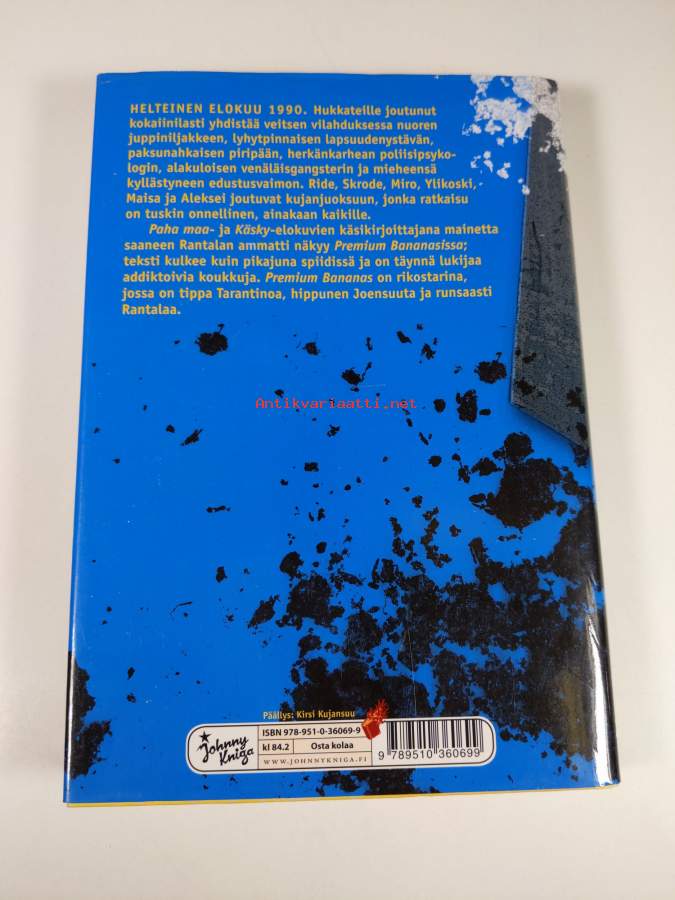 HELTEINEN ELOKUU 1990. Hukkateille joutunut
kokaiinilasti yhdistää veitsen vilahduksessa nuoren
juppiniljakkeen, lyhytpinnaisen lapsuudenystävän,
paksunahkaisen piripään, herkänkarhean poliisipsyko-
login, alakuloisen venäläisgangsterin ja mieheensä
kyllästyneen edustusvaimon. Ride, Skrode, Miro, Ylikoski,
Maisa ja Aleksei joutuvat kujanjuoksuun, jonka ratkaisu
on tuskin onnellinen, ainakaan kaikille.
Paha maa- ja Käsky-elokuvien käsikirjoittajana mainetta
saaneen Rantalan ammatti näkyy Premium Bananasissa;
teksti kulkee kuin pikajuna spiidissä ja on täynnä lukijaa
addiktoivia koukkuja. Premium Bananas on rikostarina,
jossa on tippa Tarantinoa, hippunen Joensuuta ja runsaasti
Rantalaa.
Antikvariaatti.net
Päällys: Kirsi Kujansuu
Johnny
Kniga
ISBN 978-951-0-36069-9
kl 84.2
Osta kolaa
WWW.JOHNNYKNIGA.FI
9 789510 360699